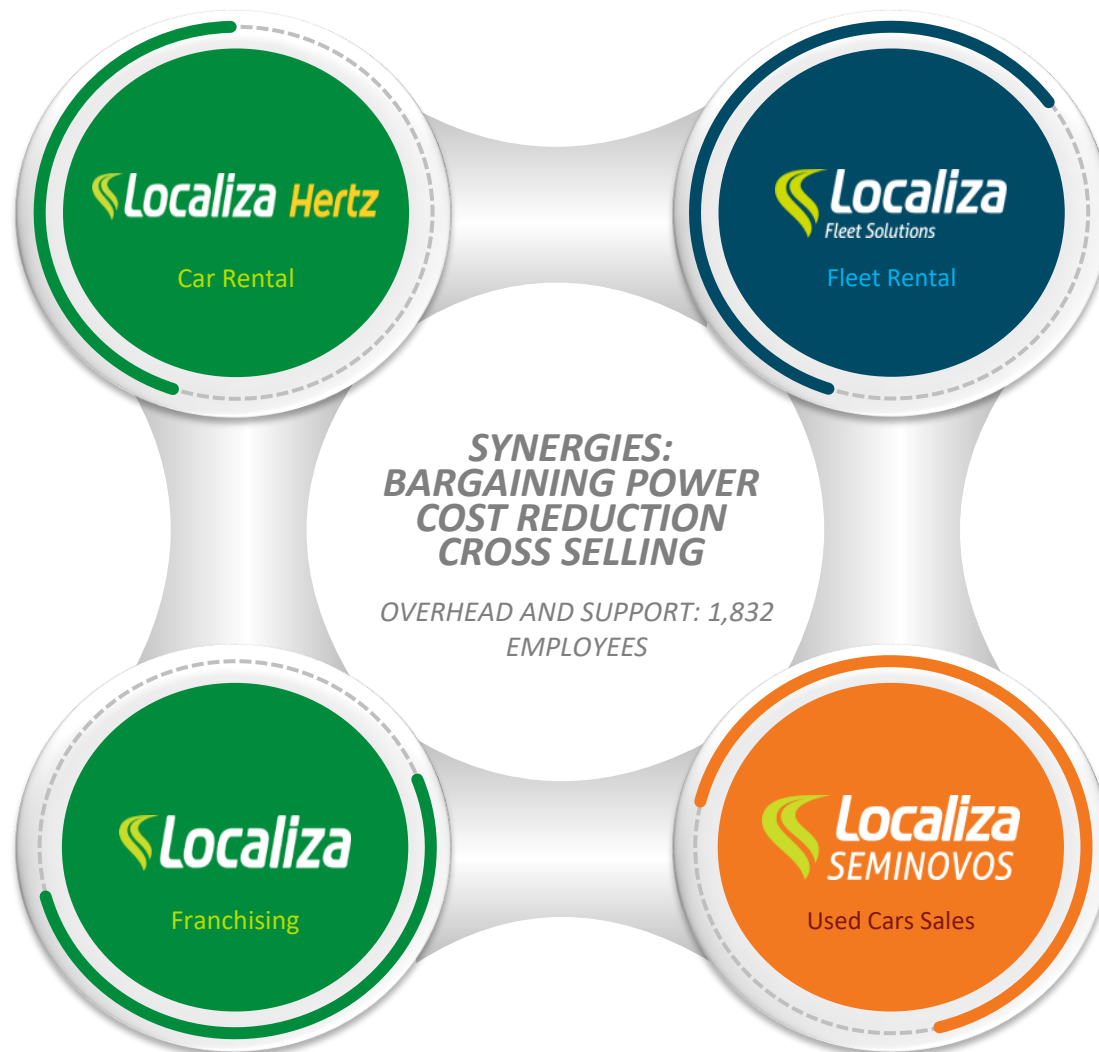 Localiza Hertz
Car Rental
Localiza
Fleet Solutions
Fleet Rental
SYNERGIES:
BARGAINING POWER
COST REDUCTION
CROSS SELLING
OVERHEAD AND SUPPORT: 1,832
EMPLOYEES
Localiza
Franchising
Localiza
SEMINOVOS
Used Cars Sales